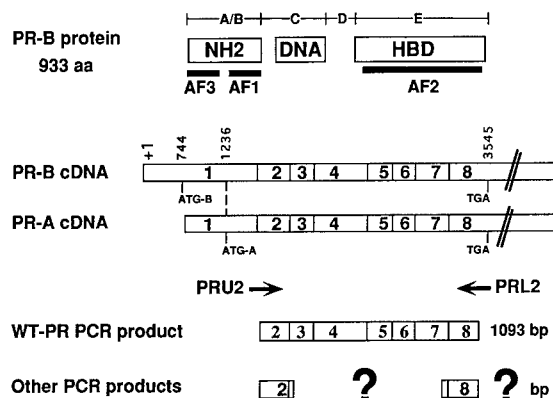 A/B C D E
PR-B protein NH2 DNA HBD
933 aa
AF3 AF1 AF2
+1 744 1236 3545
PR-B cDNA 1 2 3 4 5 6 7 8
ATG-B TGA
PR-A cDNA 1 2 3 4 5 6 7 8
ATG-A TGA
PRU2 PRL2
WT-PR PCR product 2 3 4 5 6 7 8 1093 bp
Other PCR products 2 ? 8 ? bp